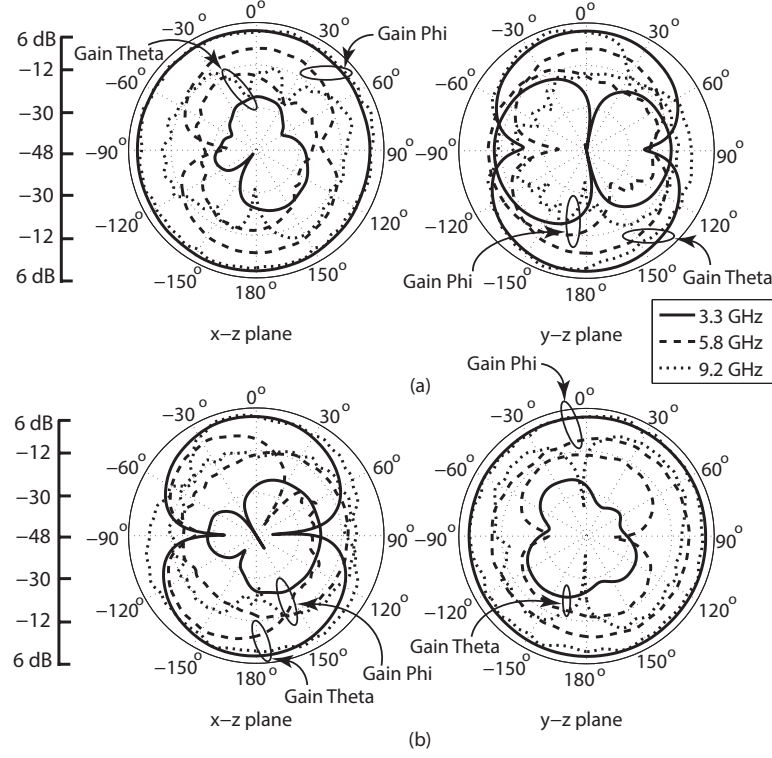 6 dB
−12
−30
−48
−30
−12
6 dB
Gain Theta
Gain Phi
0°
30°
60°
90°
120°
150°
180°
−150°
−120°
−90°
−60°
−30°
x−z plane
0°
30°
60°
90°
120°
150°
180°
−150°
−120°
−90°
−60°
−30°
Gain Phi
Gain Theta
y−z plane
3.3 GHz
5.8 GHz
9.2 GHz
(a)
6 dB
−12
−30
−48
−30
−12
6 dB
0°
30°
60°
90°
120°
150°
180°
−150°
−120°
−90°
−60°
−30°
Gain Phi
Gain Theta
x−z plane
Gain Phi
0°
30°
60°
90°
120°
150°
180°
−150°
−120°
−90°
−60°
−30°
Gain Theta
y−z plane
(b)